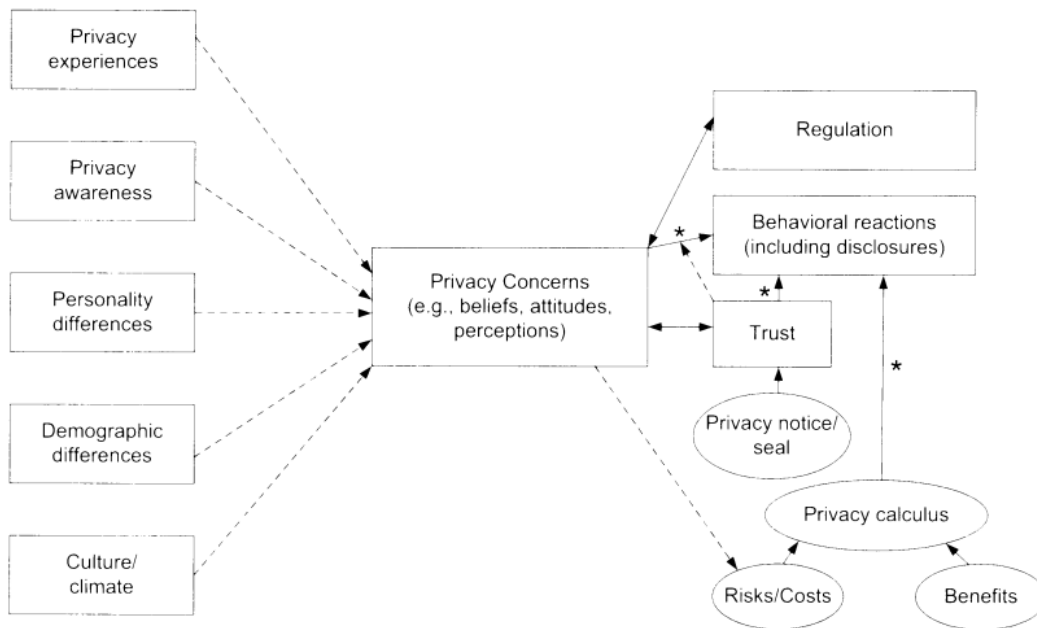 Privacy
experiences
Privacy
awareness
Personality
differences
Demographic
differences
Culture/
climate
Privacy Concerns
(e.g., beliefs, attitudes,
perceptions)
Regulation
*
Behavioral reactions
(including disclosures)
*
Trust
*
Privacy notice/
seal
Privacy calculus
Risks/Costs
Benefits